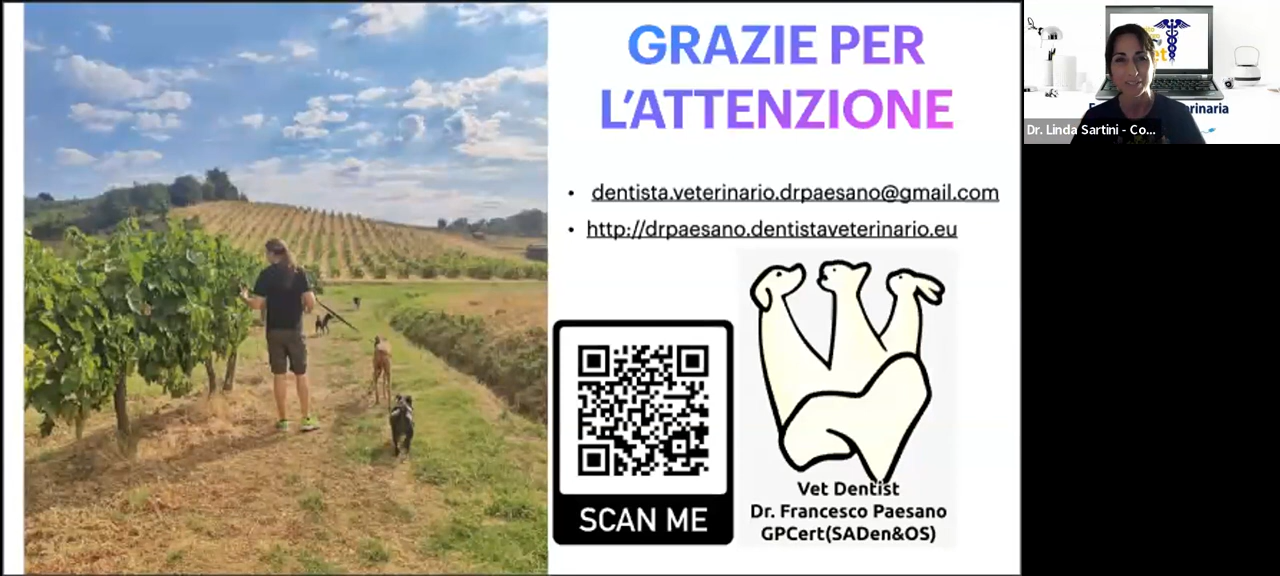 GRAZIE PER
L'ATTENZIONE
• dentista.veterinario.drpaesano@gmail.com
• http://drpaesano.dentistaveterinario.eu
SCAN ME
Vet Dentist
Dr. Francesco Paesano
GPCert(SADen&OS)
Dr. Linda Sartini - Co...